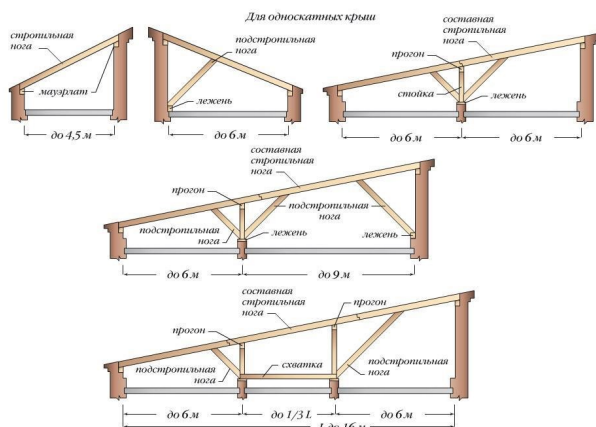 Для односкатных крыш
стропильная
нога
мауэрлат
до 4,5 м
подстропильная
нога
лежень
до 6 м
составная
стропильная
нога
прогон
стойка
лежень
до 6 м
до 6 м
составная
стропильная
нога
прогон
подстропильная
нога
подстропильная
нога
лежень
лежень
до 6 м
до 9 м
составная
стропильная
нога
прогон
прогон
схватка
подстропильная
нога
подстропильная
нога
до 6 м
до 1/3 L
до 6 м
L до 16 м